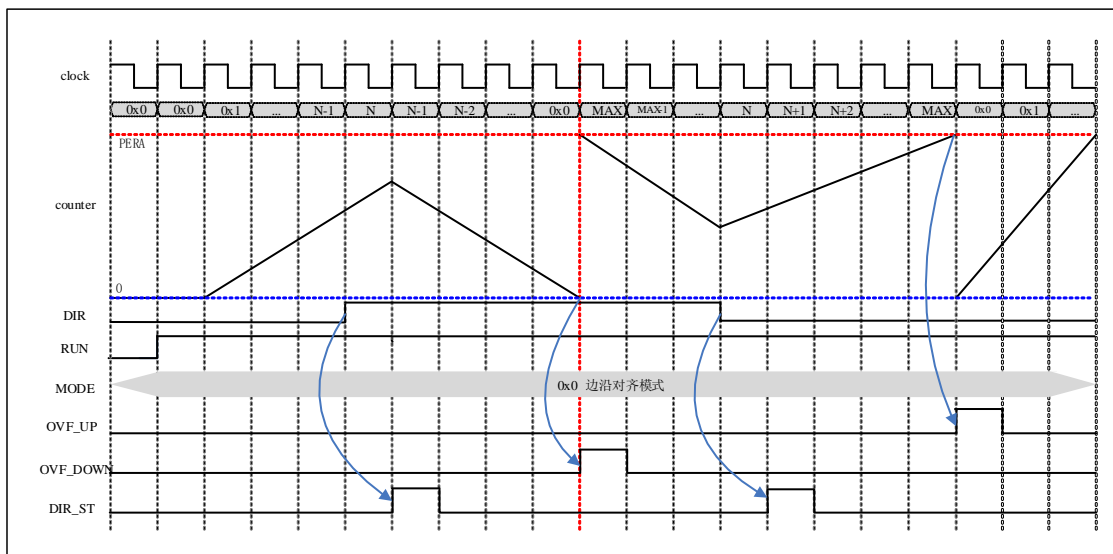 clock
0x0 0x0 0x1 ... N-1 N N-1 N-2 ... 0x0 MAX MAX-1 ... N N+1 N+2 ... MAX 0x0 0x1 ...
PERA
counter
0
DIR
RUN
MODE 0x0 边沿对齐模式
OVF_UP
OVF_DOWN
DIR_ST